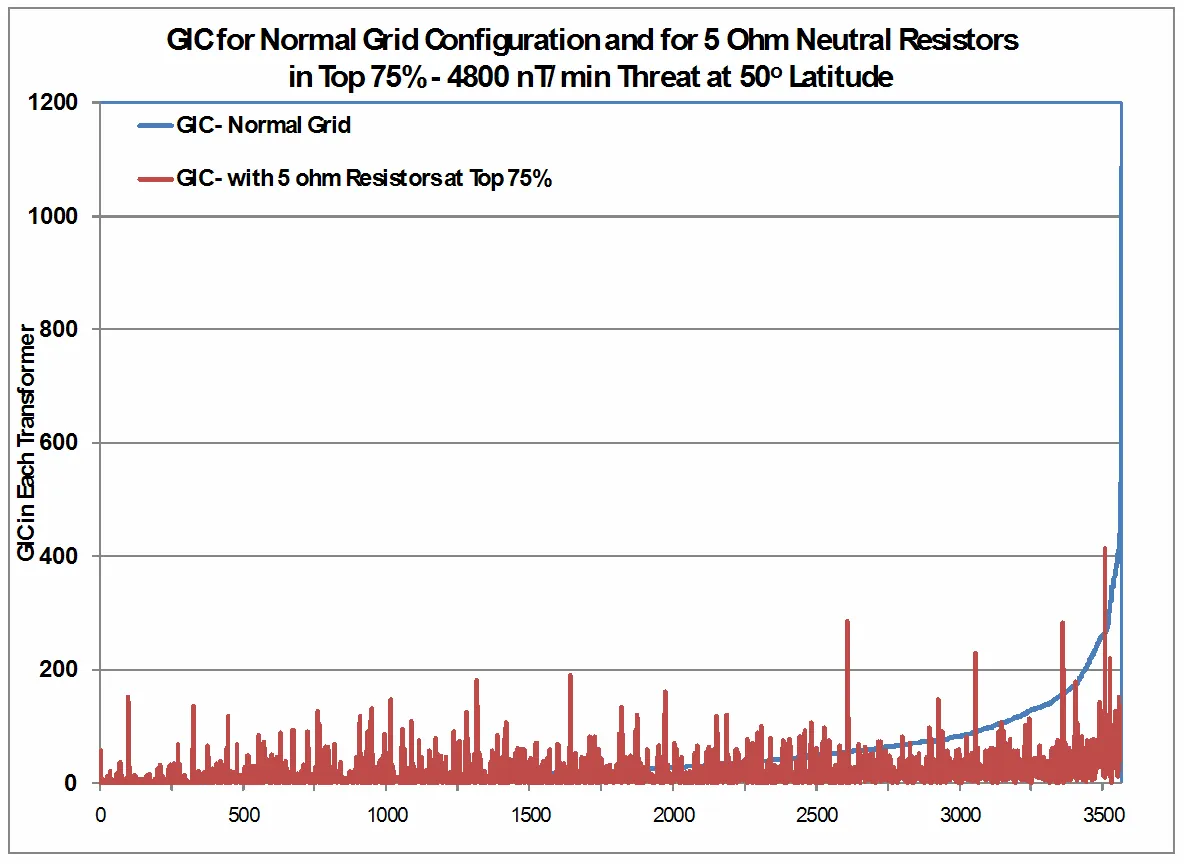 GIC for Normal Grid Configuration and for 5 Ohm Neutral Resistors
in Top 75% - 4800 nT/min Threat at 50° Latitude
1200
GIC- Normal Grid
GIC- with 5 ohm Resistors at Top 75%
1000
800
600
400
200
0
GIC in Each Transformer
0 500 1000 1500 2000 2500 3000 3500